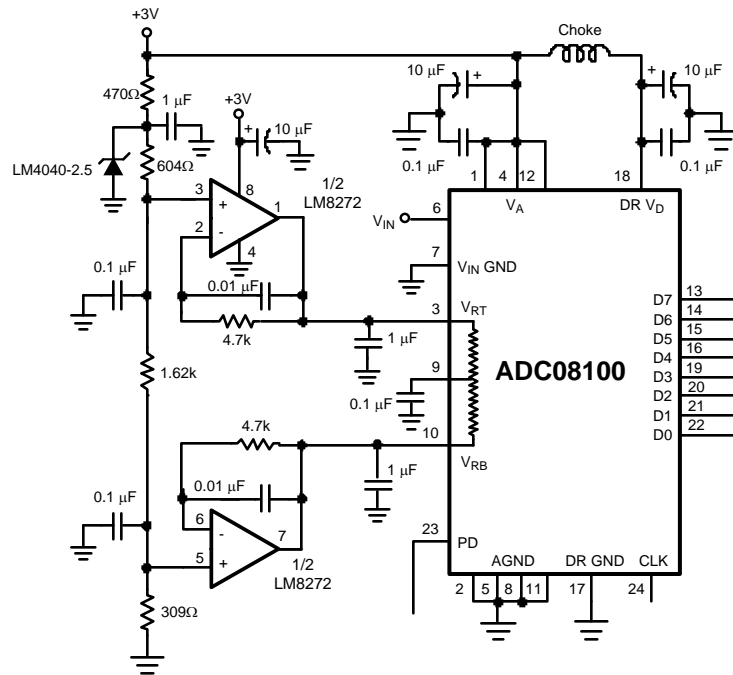 +3V
Choke
470Ω
1 µF
+3V
10 µF
10 µF
+
+
10 µF
+
LM4040-2.5
604Ω
0.1 µF
0.1 µF
1
4
12
18
1/2
LM8272
3
+
8
1
2
-
4
V_A
DR V_D
V_IN
6
7
V_IN GND
0.1 µF
0.01 µF
4.7k
3
V_RT
1 µF
D7
13
D6
14
D5
15
D4
16
D3
19
D2
20
D1
21
D0
22
1.62k
9
ADC08100
0.1 µF
4.7k
10
V_RB
1 µF
0.1 µF
0.01 µF
6
-
7
5
+
1/2
LM8272
23
PD
AGND
DR GND
CLK
2
5
8
11
17
24
309Ω